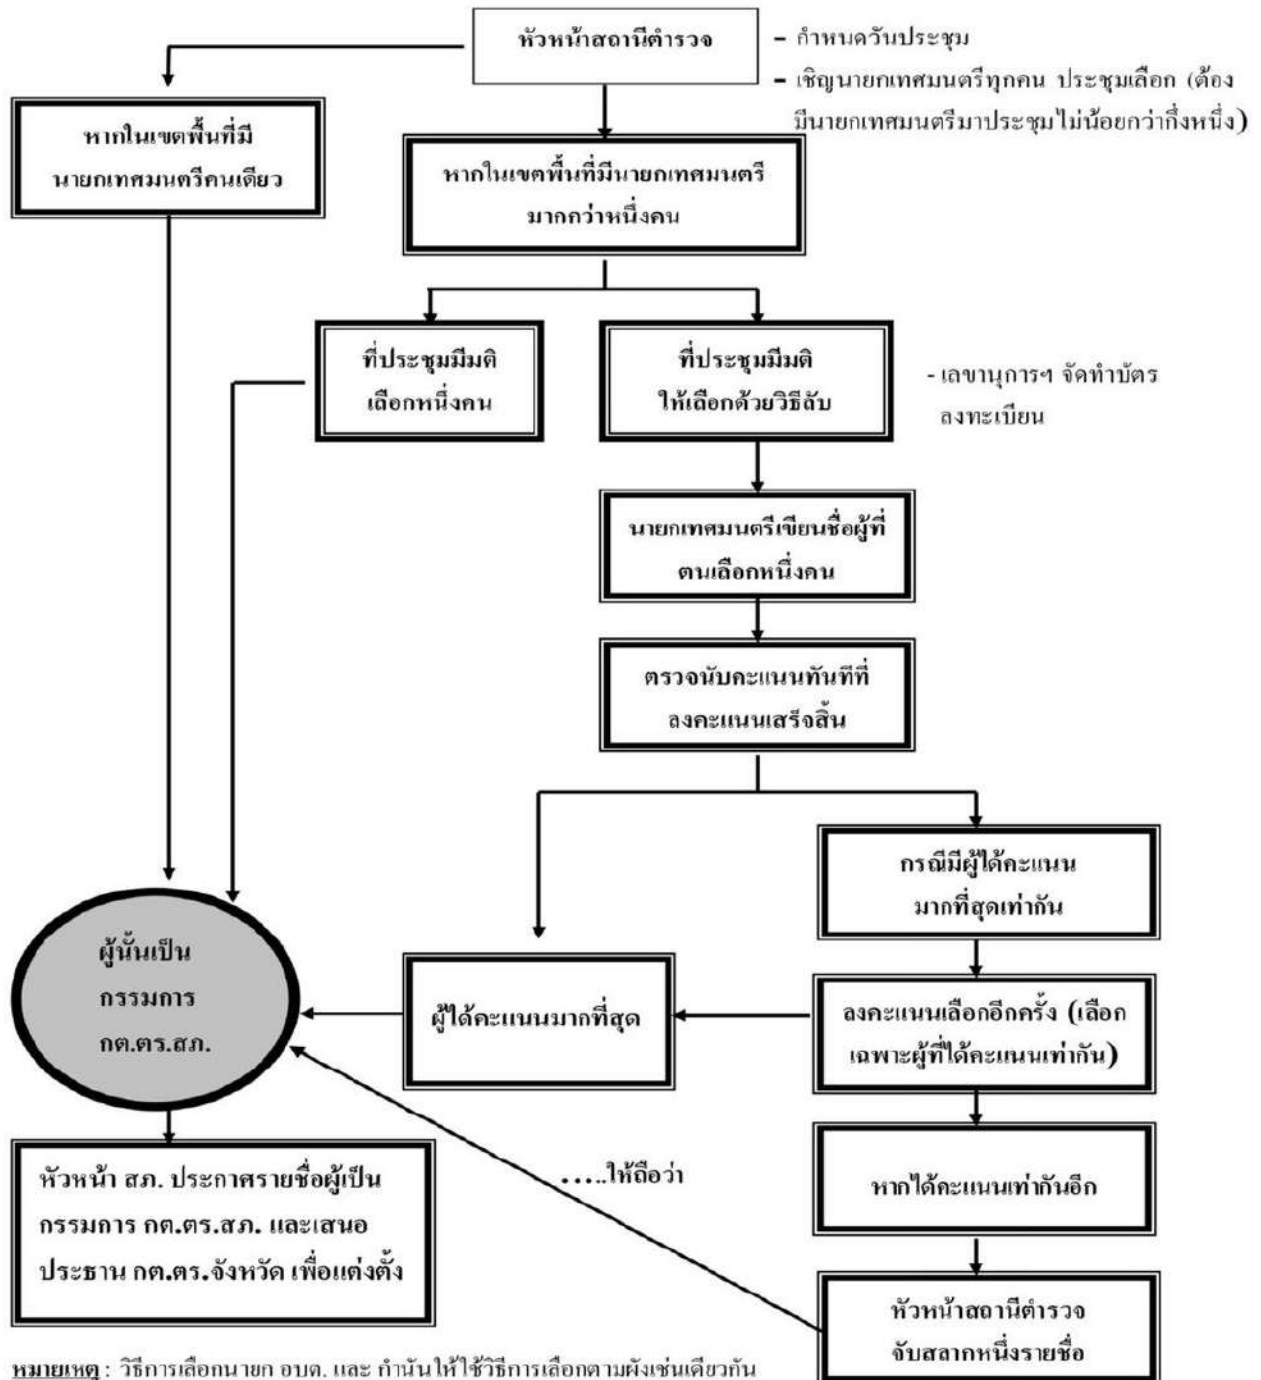 หัวหน้าสถานีตำรวจ
- กำหนดวันประชุม
- เชิญนายกเทศมนตรีทุกคน ประชุมเลือก (ต้อง
มีนายกเทศมนตรีมาประชุมไม่น้อยกว่ากึ่งหนึ่ง)
หากในเขตพื้นที่มี
นายกเทศมนตรีคนเดียว
หากในเขตพื้นที่มีนายกเทศมนตรี
มากกว่าหนึ่งคน
ที่ประชุมมีมติ
เลือกหนึ่งคน
ที่ประชุมมีมติ
ให้เลือกด้วยวิธีลับ
- เลขานุการฯ จัดทำบัตร
ลงทะเบียน
นายกเทศมนตรีเขียนชื่อผู้ที่
ตนเลือกหนึ่งคน
ตรวจนับคะแนนทันทีที่
ลงคะแนนเสร็จสิ้น
กรณีมีผู้ได้คะแนน
มากที่สุดเท่ากัน
ผู้นั้นเป็น
กรรมการ
กต.ตร.สภ.
ผู้ได้คะแนนมากที่สุด
ลงคะแนนเลือกอีกครั้ง (เลือก
เฉพาะผู้ที่ได้คะแนนเท่ากัน)
หัวหน้า สภ. ประกาศรายชื่อผู้เป็น
กรรมการ กต.ตร.สภ. และเสนอ
ประธาน กต.ตร.จังหวัด เพื่อแต่งตั้ง
.....ให้ถือว่า
หากได้คะแนนเท่ากันอีก
หัวหน้าสถานีตำรวจ
จับสลากหนึ่งรายชื่อ
หมายเหตุ : วิธีการเลือกนายก อบต. และ กำนันให้ใช้วิธีการเลือกตามผังเช่นเดียวกัน